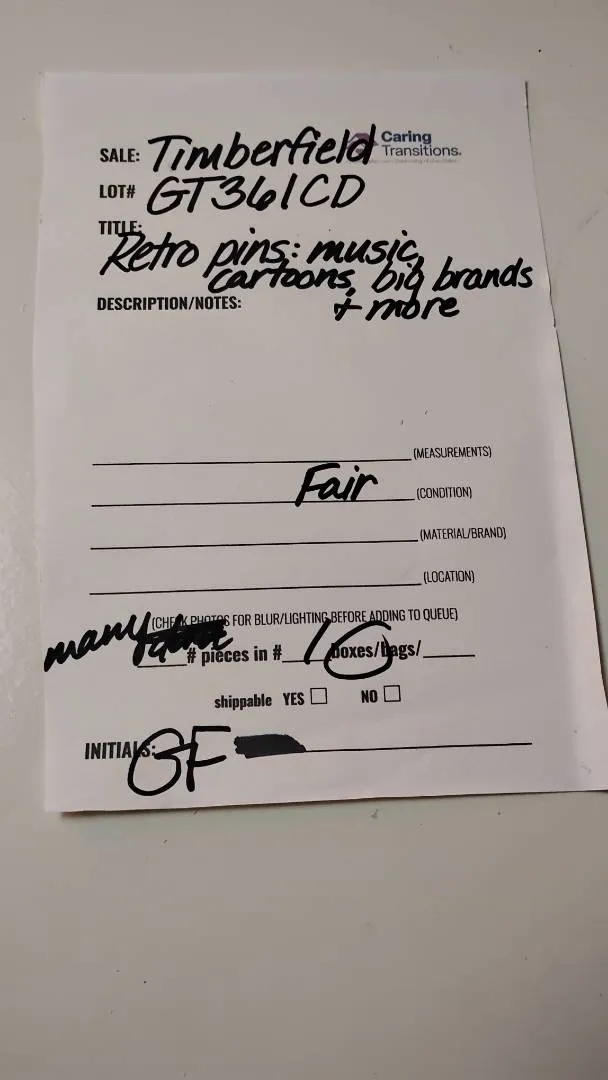 Caring
Transitions.
SALE: Timberfield
LOT# GT361CD
TITLE:
Retro pins: music,
cartoons, big brands
+ more
DESCRIPTION/NOTES:
(MEASUREMENTS)
Fair (CONDITION)
(MATERIAL/BRAND)
(LOCATION)
(CHECK PHOTOS FOR BLUR/LIGHTING BEFORE ADDING TO QUEUE)
many # pieces in # 1 boxes/bags/
shippable YES NO
INITIALS: GF